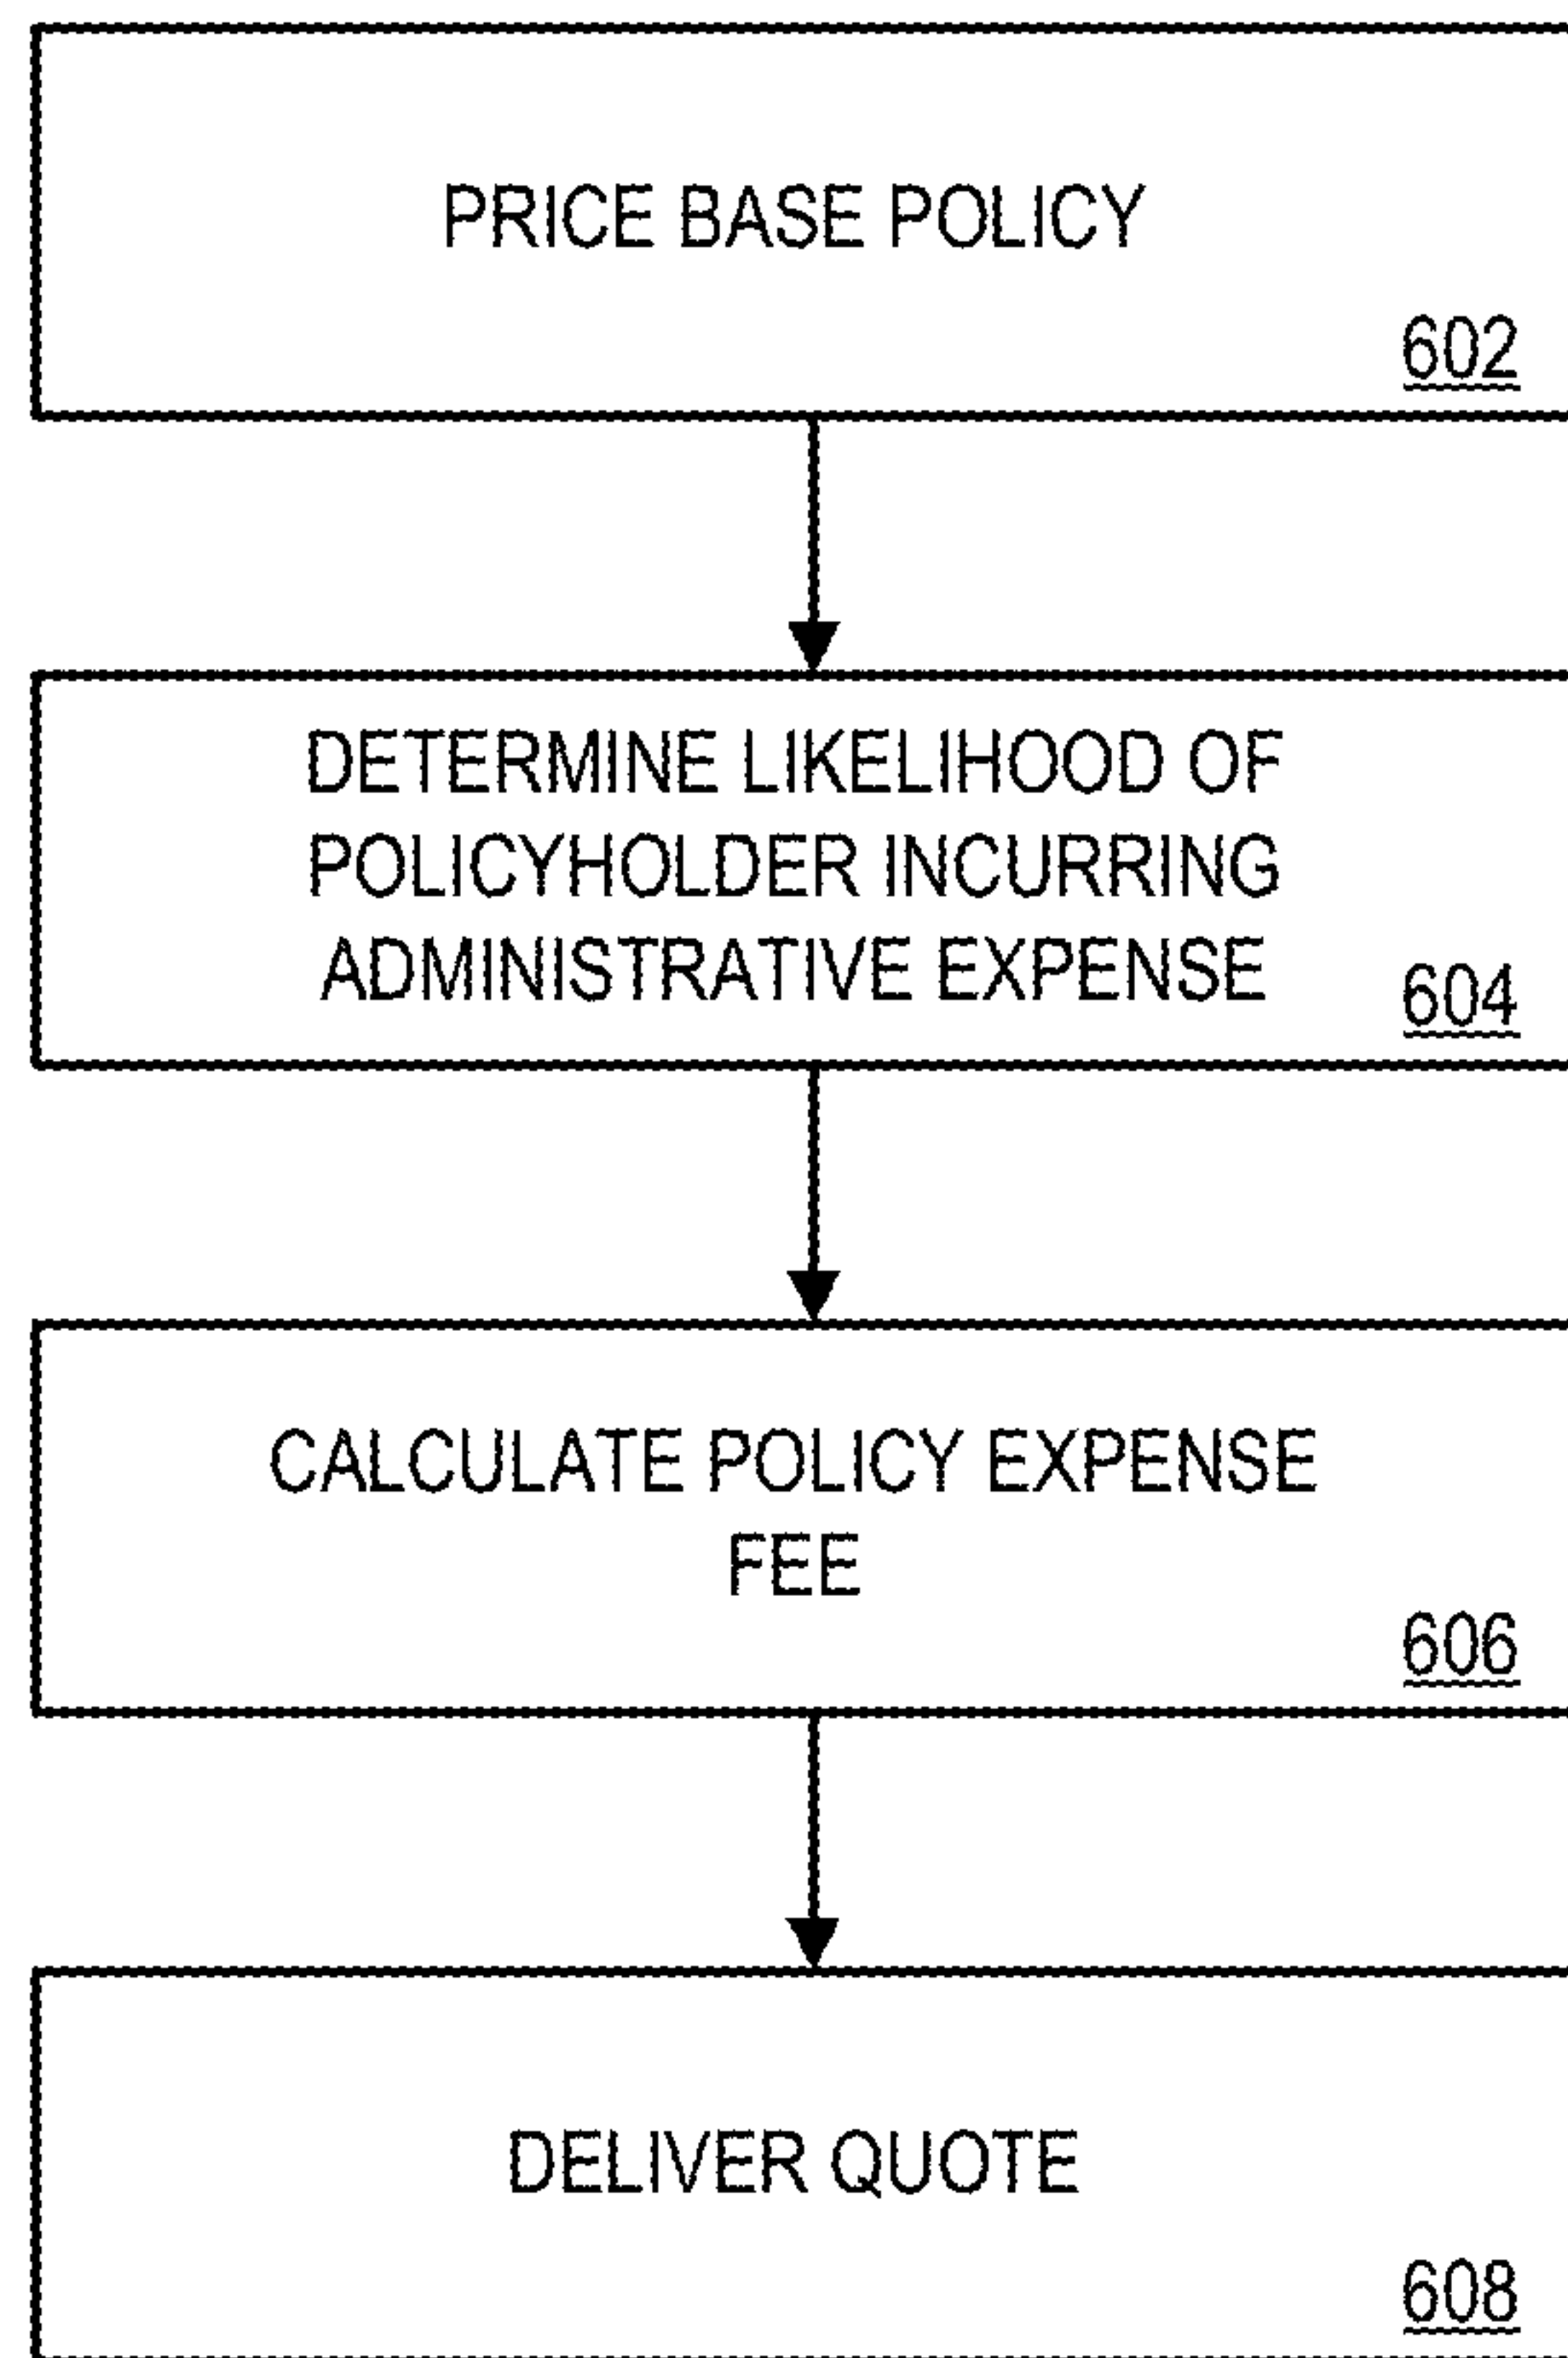 PRICE BASE POLICY
602
DETERMINE LIKELIHOOD OF
POLICYHOLDER INCURRING
ADMINISTRATIVE EXPENSE
604
CALCULATE POLICY EXPENSE
FEE
606
DELIVER QUOTE
608